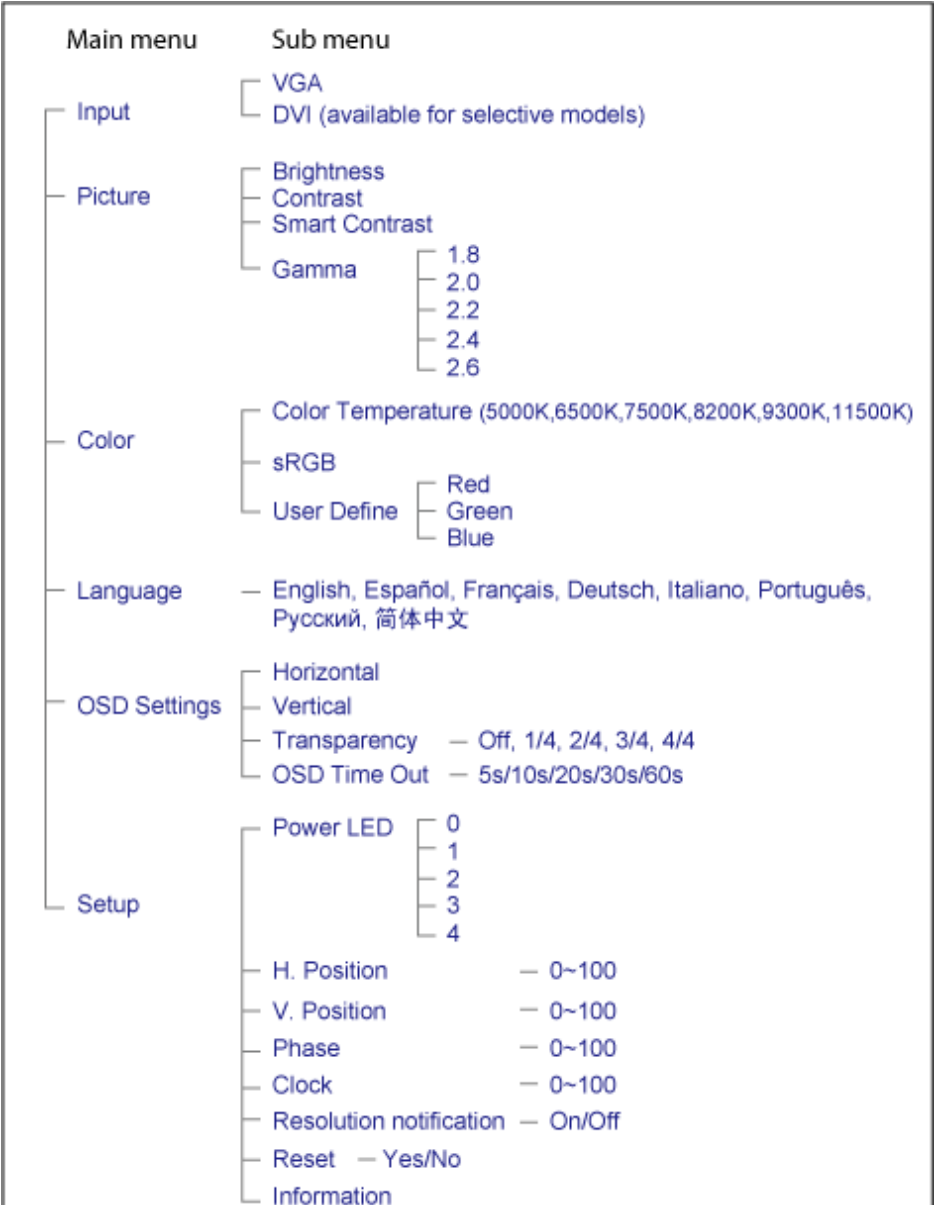 Main menu Sub menu
VGA
Input DVI (available for selective models)
Brightness
Picture Contrast
Smart Contrast
Gamma 1.8
2.0
2.2
2.4
2.6
Color Temperature (5000K,6500K,7500K,8200K,9300K,11500K)
Color
sRGB
Red
User Define Green
Blue
Language English, Español, Français, Deutsch, Italiano, Português,
Русский, 简体中文
Horizontal
OSD Settings Vertical
Transparency Off, 1/4, 2/4, 3/4, 4/4
OSD Time Out 5s/10s/20s/30s/60s
Power LED 0
1
2
Setup 3
4
H. Position 0~100
V. Position 0~100
Phase 0~100
Clock 0~100
Resolution notification On/Off
Reset Yes/No
Information